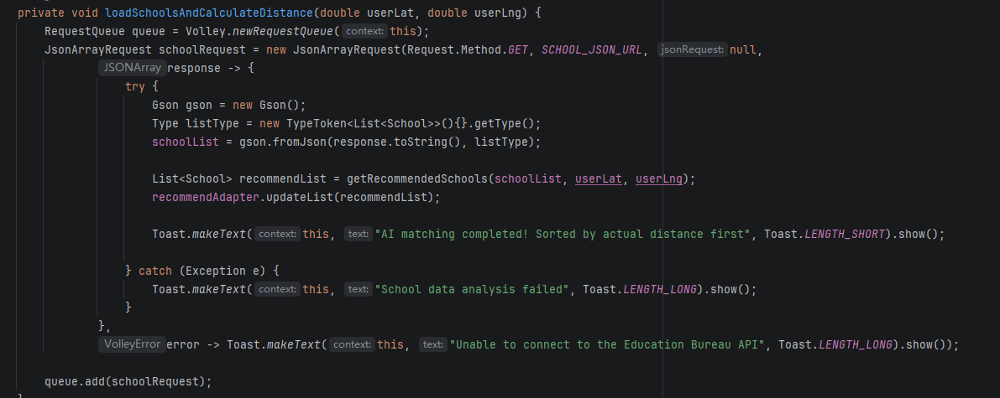 private void loadSchoolsAndCalculateDistance(double userLat, double userLng) {
RequestQueue queue = Volley.newRequestQueue( context: this);
JsonArrayRequest schoolRequest = new JsonArrayRequest(Request.Method.GET, SCHOOL_JSON_URL, jsonRequest: null,
JSONArray response -> {
try {
Gson gson = new Gson();
Type listType = new TypeToken<List<School>>(){}.getType();
schoolList = gson.fromJson(response.toString(), listType);
List<School> recommendList = getRecommendedSchools(schoolList, userLat, userLng);
recommendAdapter.updateList(recommendList);
Toast.makeText( context: this, text: "AI matching completed! Sorted by actual distance first", Toast.LENGTH_SHORT).show();
} catch (Exception e) {
Toast.makeText( context: this, text: "School data analysis failed", Toast.LENGTH_LONG).show();
}
},
VolleyError error -> Toast.makeText( context: this, text: "Unable to connect to the Education Bureau API", Toast.LENGTH_LONG).show());
queue.add(schoolRequest);
}